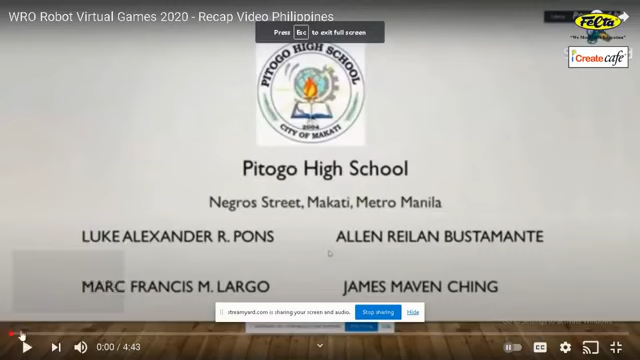 WRO Robot Virtual Games 2020 - Recap Video Philippines
Press Esc to exit full screen
FeCta
iCreate cafe
PITOGO HIGH SCHOOL
2004
CITY OF MAKATI
Pitogo High School
Negros Street, Makati, Metro Manila
LUKE ALEXANDER R. PONS
ALLEN REILAN BUSTAMANTE
MARC FRANCIS M. LARGO
JAMES MAVEN CHING
streamyard.com is sharing your screen and audio.
Stop sharing
Hide
0:00 / 4:43
CC